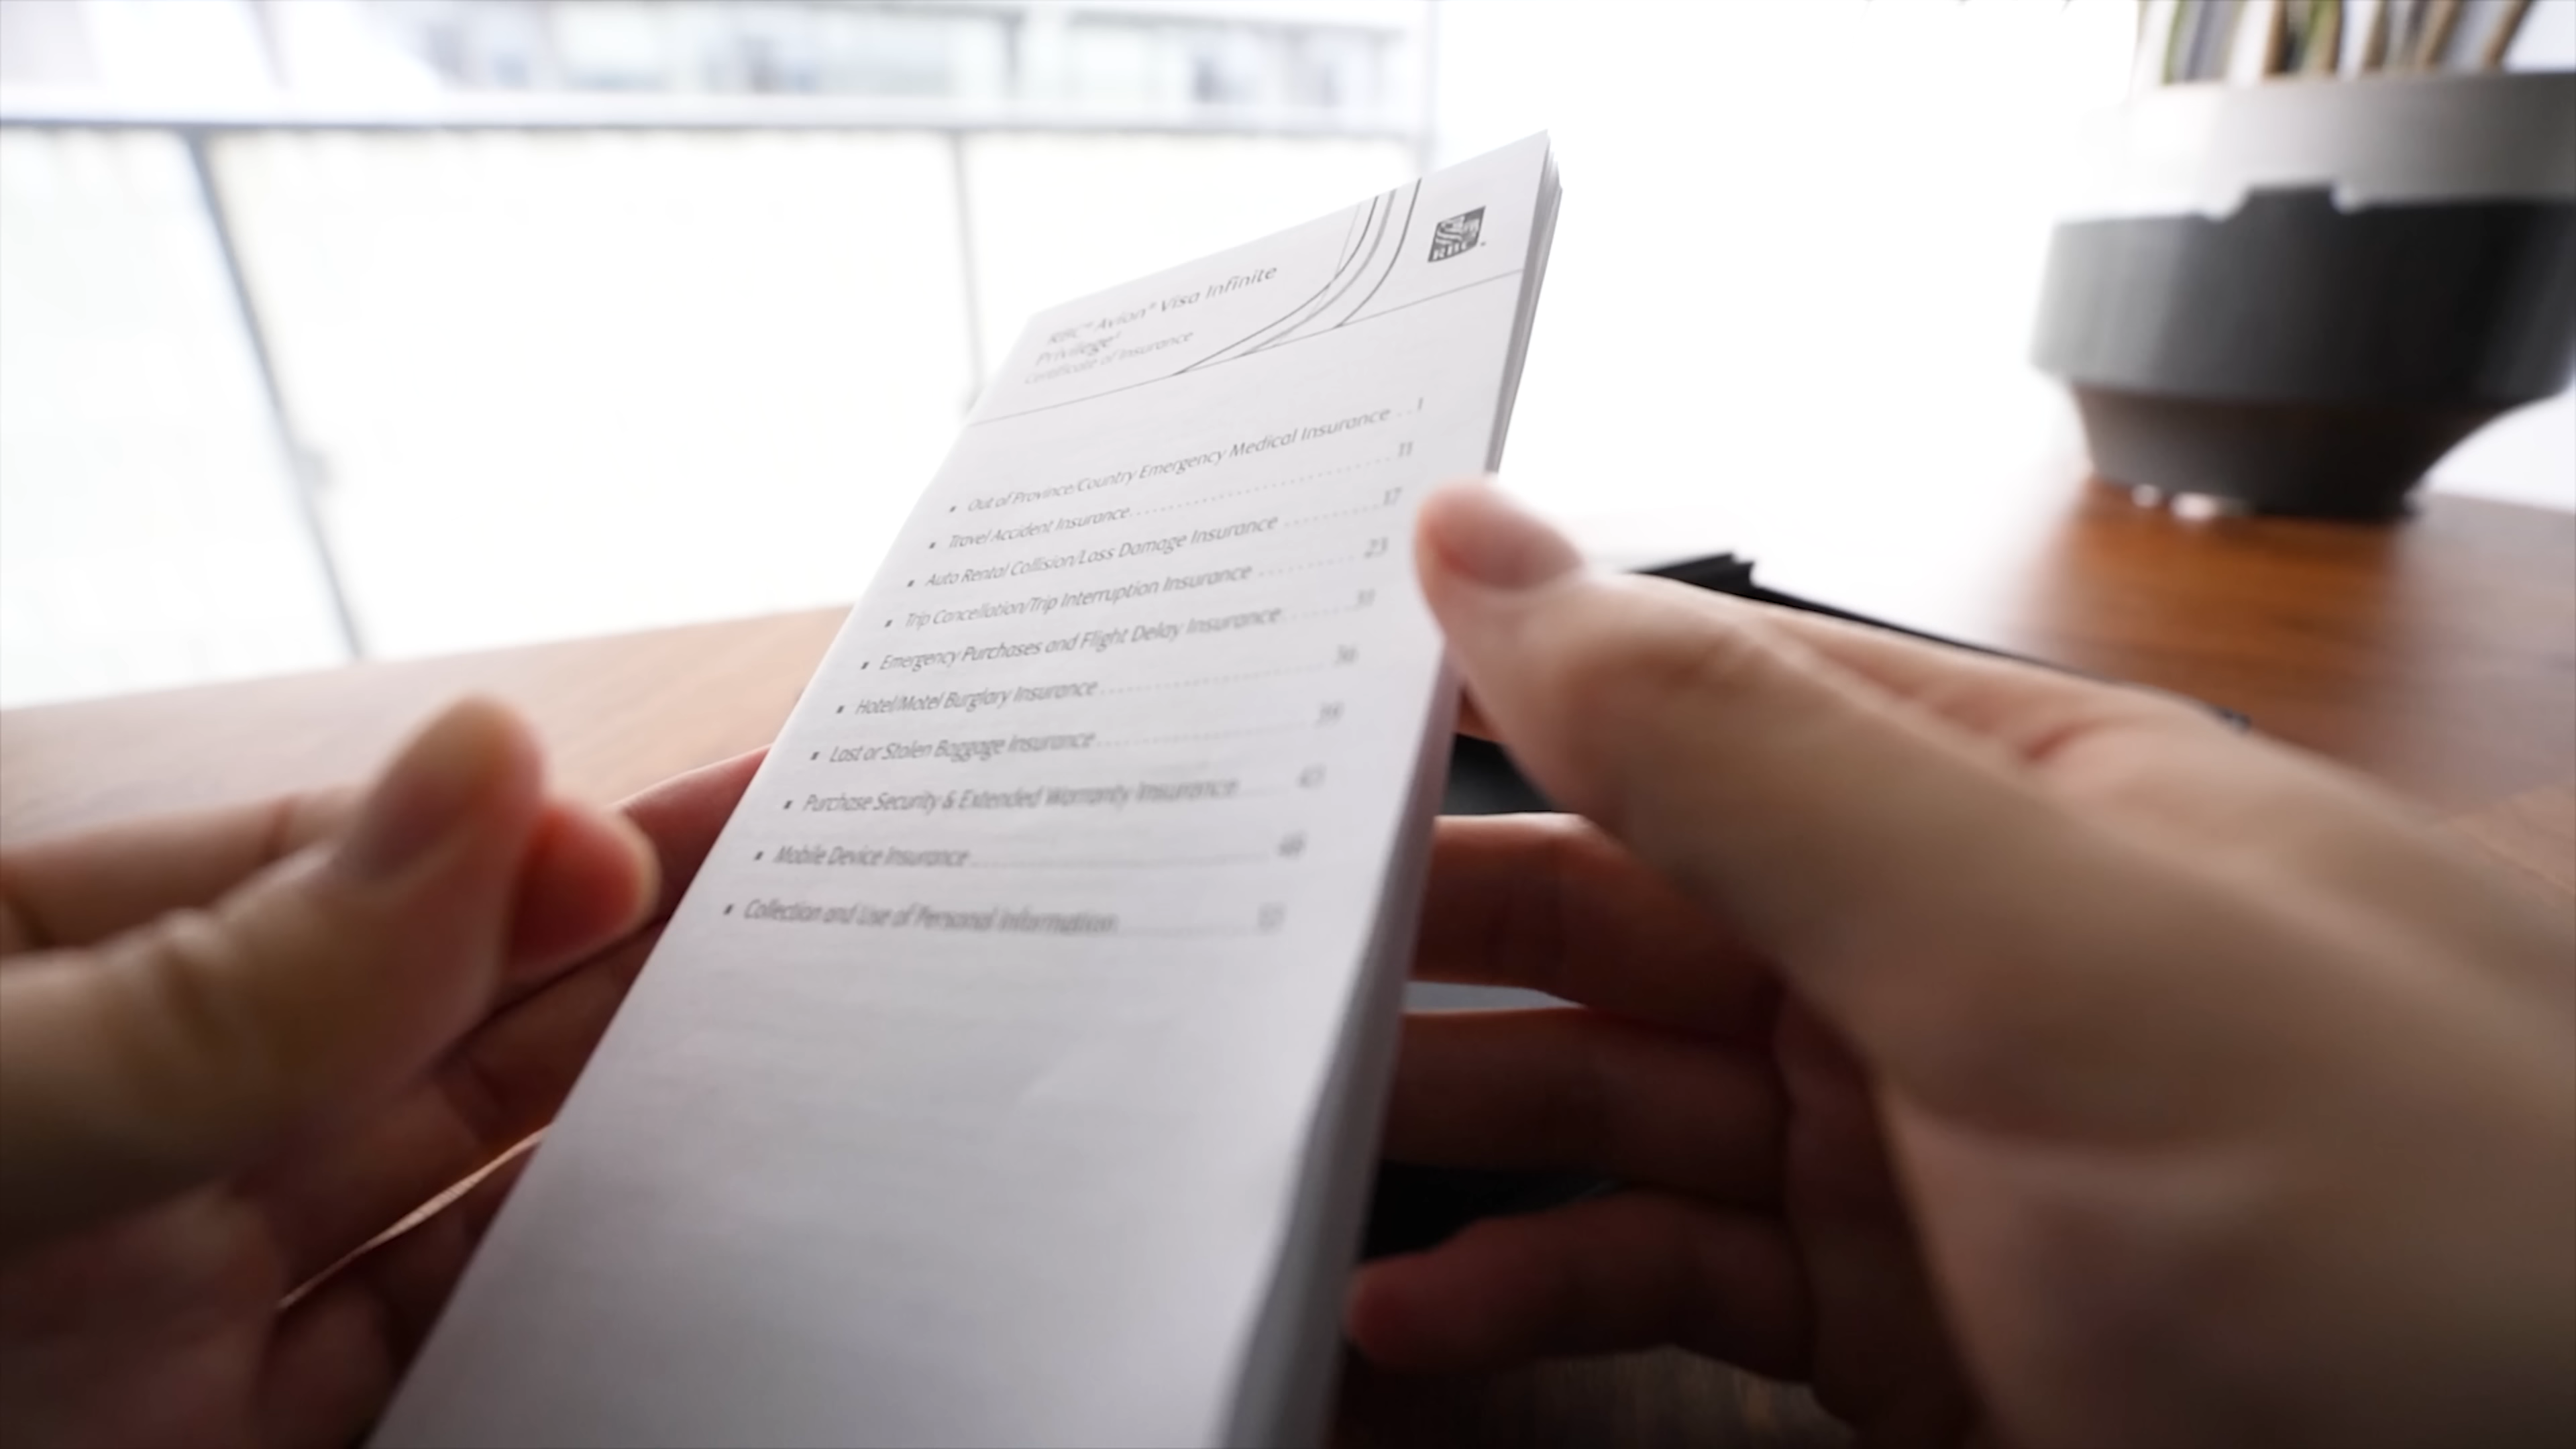 RBC
RBC® Avion® Visa Infinite
Privilege‡
Certificate of Insurance
▪ Out of Province/Country Emergency Medical Insurance . . 1
▪ Travel Accident Insurance . . . . . . . . . . . . . . . . . . . . . . . . . . 11
▪ Auto Rental Collision/Loss Damage Insurance . . . . . . . . . . . 17
▪ Trip Cancellation/Trip Interruption Insurance . . . . . . . . . . 23
▪ Emergency Purchases and Flight Delay Insurance . . . . . . . 31
▪ Hotel/Motel Burglary Insurance . . . . . . . . . . . . . . . . . . . . . . 36
▪ Lost or Stolen Baggage Insurance . . . . . . . . . . . . . . . . . . . . 39
▪ Purchase Security & Extended Warranty Insurance . . . . . 43
▪ Mobile Device Insurance
▪ Collection and Use of Personal Information